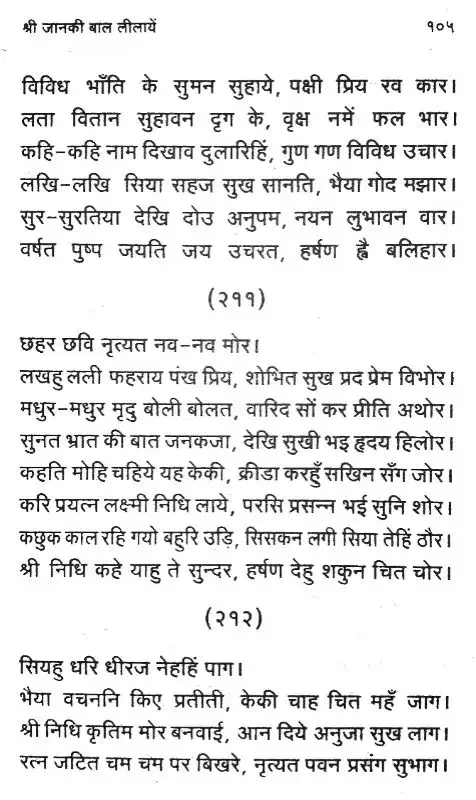 श्री जानकी बाल लीलायें १०५
विविध भाँति के सुमन सुहाये, पक्षी प्रिय रव कार।
लता वितान सुहावन दृग के, वृक्ष नमें फल भार।
कहि-कहि नाम दिखाव दुलारिहिं, गुण गण विविध उचार।
लखि-लखि सिया सहज सुख सानति, भैया गोद मझार।
सुर-सुरतिया देखि दोउ अनुपम, नयन लुभावन वार।
वर्षत पुष्प जयति जय उचरत, हर्षण ह्वै बलिहार।
(२११)
छहर छवि नृत्यत नव-नव मोर।
लखहु लली फहराय पंख प्रिय, शोभित सुख प्रद प्रेम विभोर।
मधुर-मधुर मृदु बोली बोलत, वारिद सों कर प्रीति अथोर।
सुनत भ्रात की बात जनकजा, देखि सुखी भइ हृदय हिलोर।
कहति मोहि चहिये यह केकी, क्रीडा करहुँ सखिन सँग जोर।
करि प्रयत्न लक्ष्मी निधि लाये, परसि प्रसन्न भई सुनि शोर।
कछुक काल रहि गयो बहुरि उड़ि, सिसकन लगी सिया तेहिं ठौर।
श्री निधि कहे याहु ते सुन्दर, हर्षण देहु शकुन चित चोर।
(२१२)
सियहु धरि धीरज नेहहिं पाग।
भैया वचननि किए प्रतीती, केकी चाह चित महँ जाग।
श्री निधि कृतिम मोर बनवाई, आन दिये अनुजा सुख लाग।
रत्न जटित चम चम पर बिखरे, नृत्यत पवन प्रसंग सुभाग।